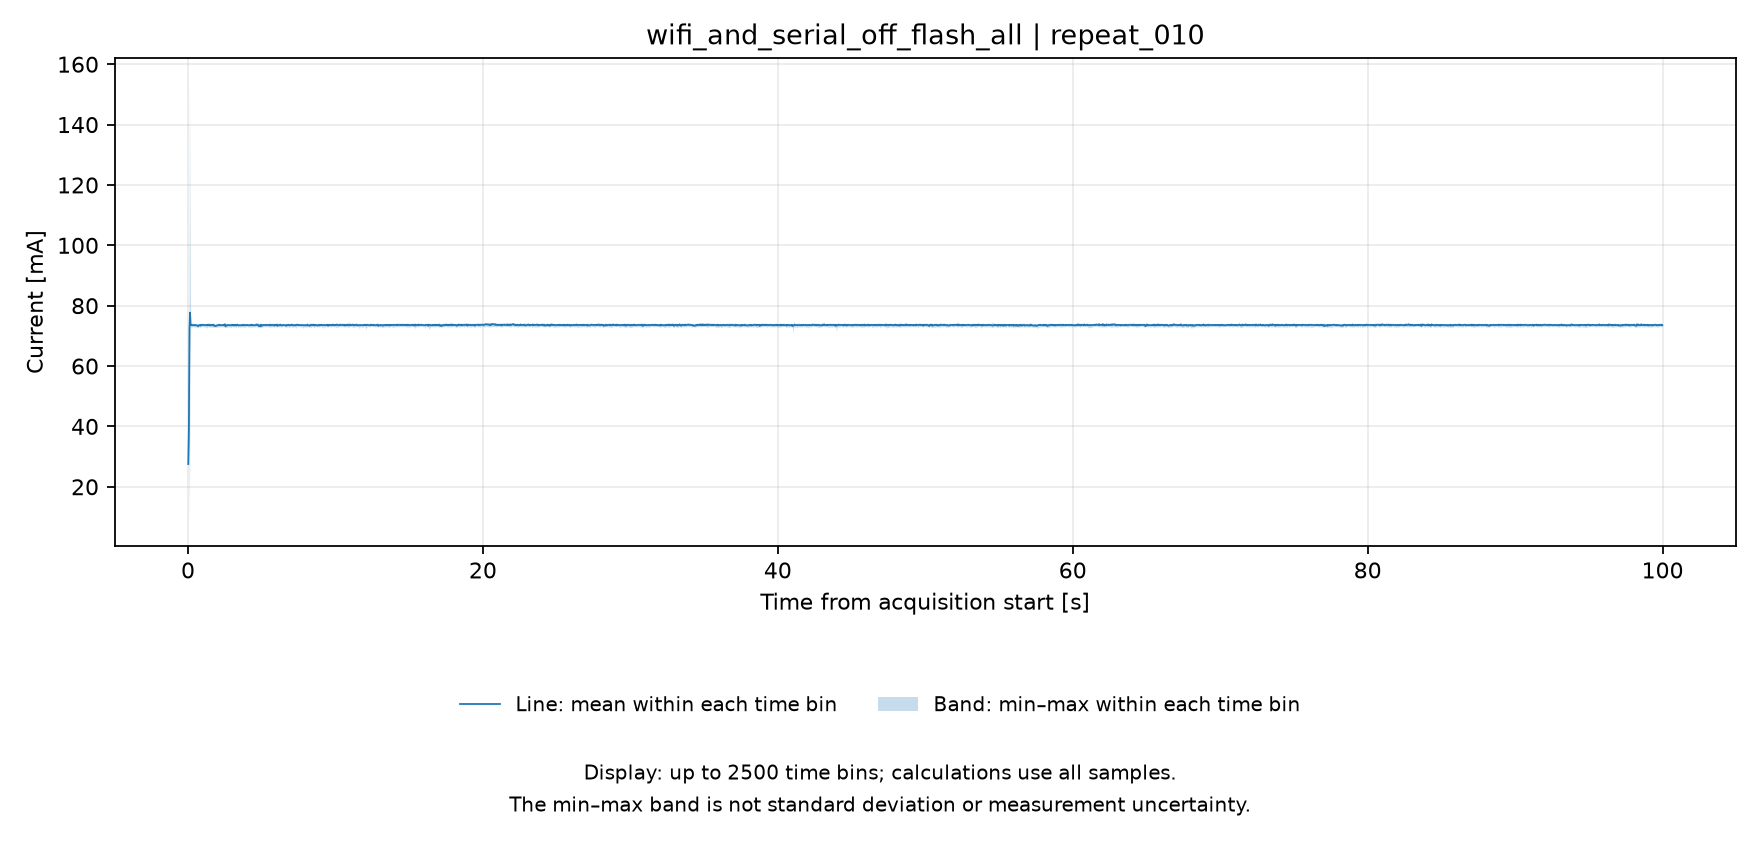 wifi_and_serial_off_flash_all | repeat_010
160
140
120
100
80
60
40
20
Current [mA]
0 20 40 60 80 100
Time from acquisition start [s]
Line: mean within each time bin Band: min–max within each time bin
Display: up to 2500 time bins; calculations use all samples.
The min–max band is not standard deviation or measurement uncertainty.